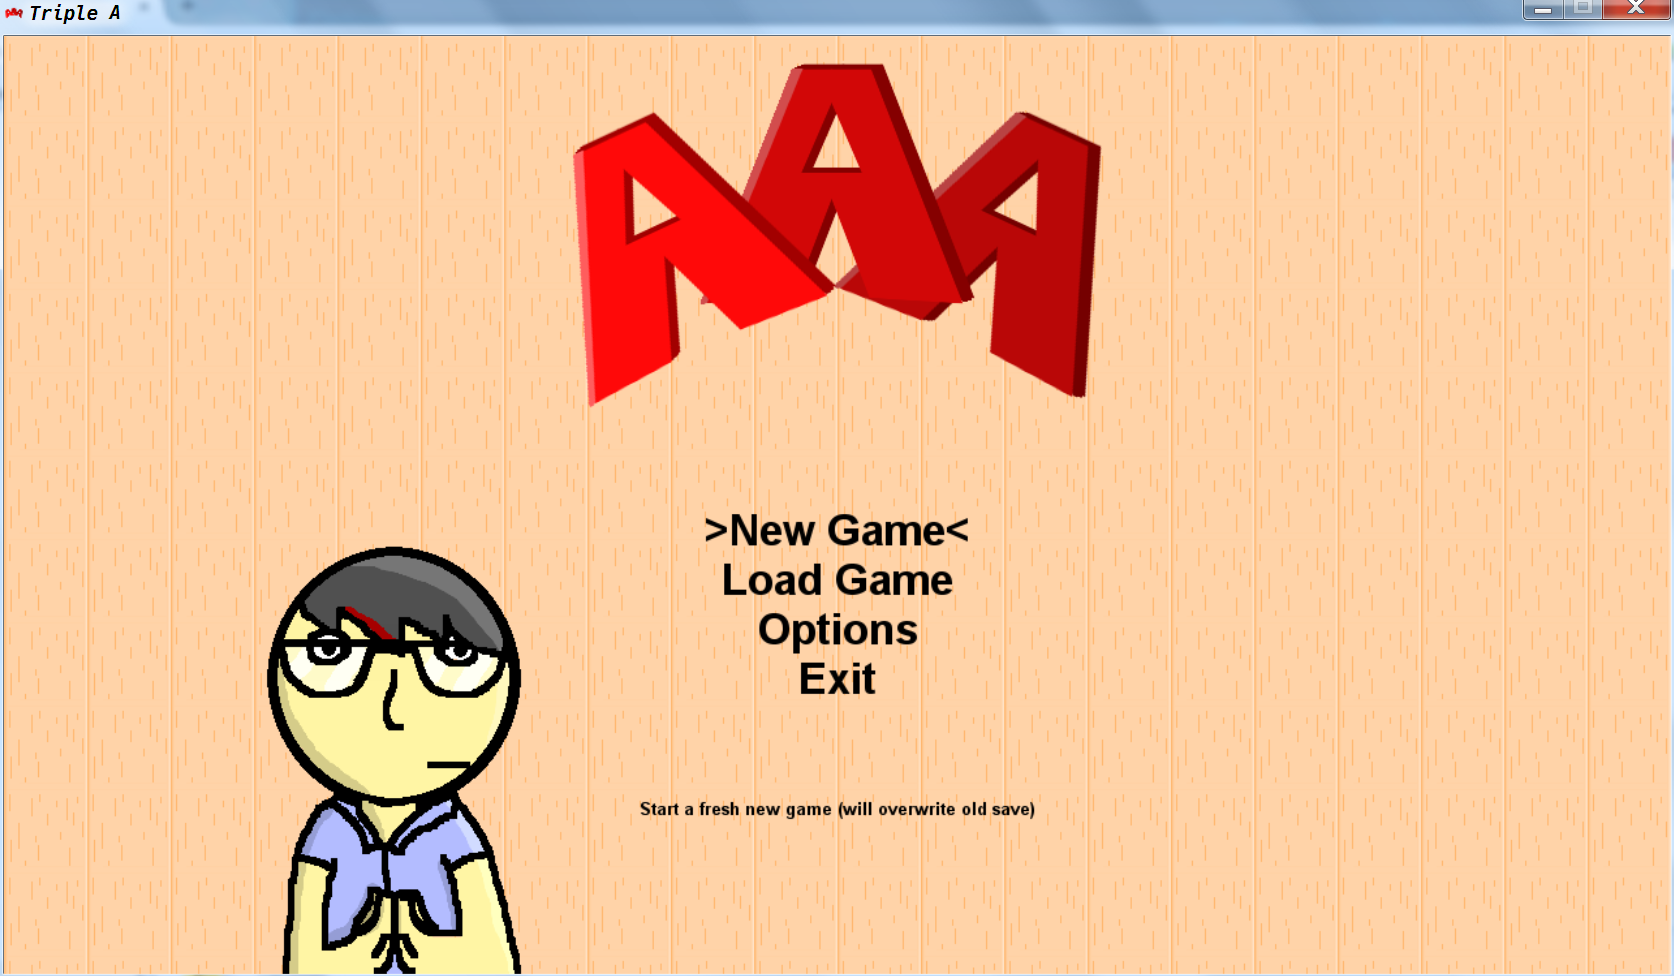 Triple A
AAA
>New Game<
Load Game
Options
Exit
Start a fresh new game (will overwrite old save)